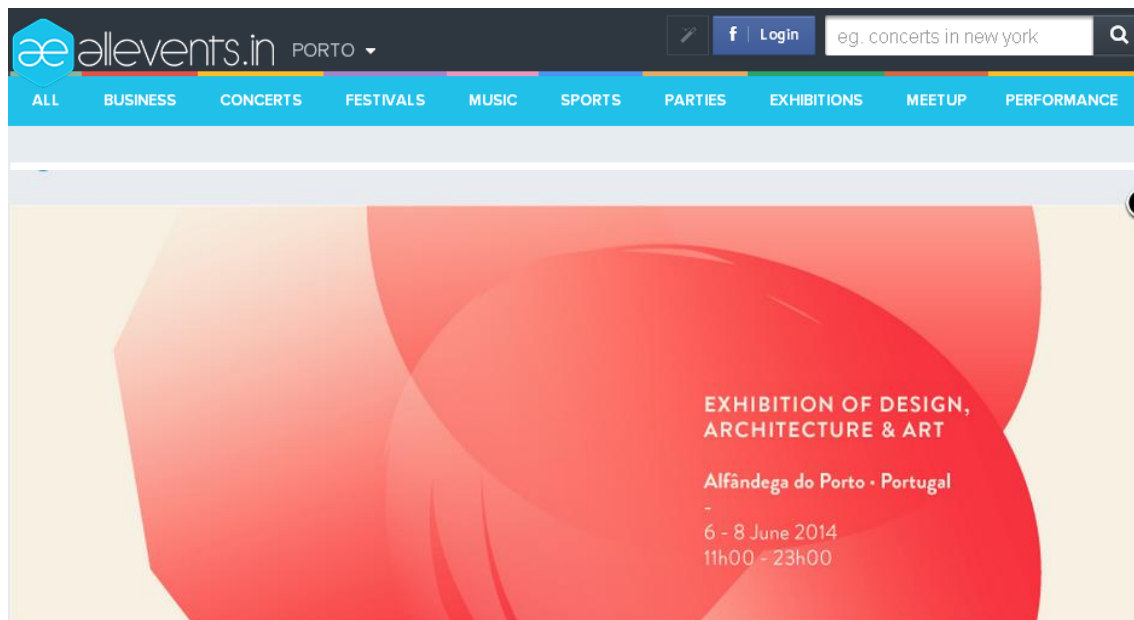 æ allevents.in PORTO
f Login
eg. concerts in new york
ALL BUSINESS CONCERTS FESTIVALS MUSIC SPORTS PARTIES EXHIBITIONS MEETUP PERFORMANCE
EXHIBITION OF DESIGN,
ARCHITECTURE & ART
Alfândega do Porto · Portugal
-
6 - 8 June 2014
11h00 - 23h00